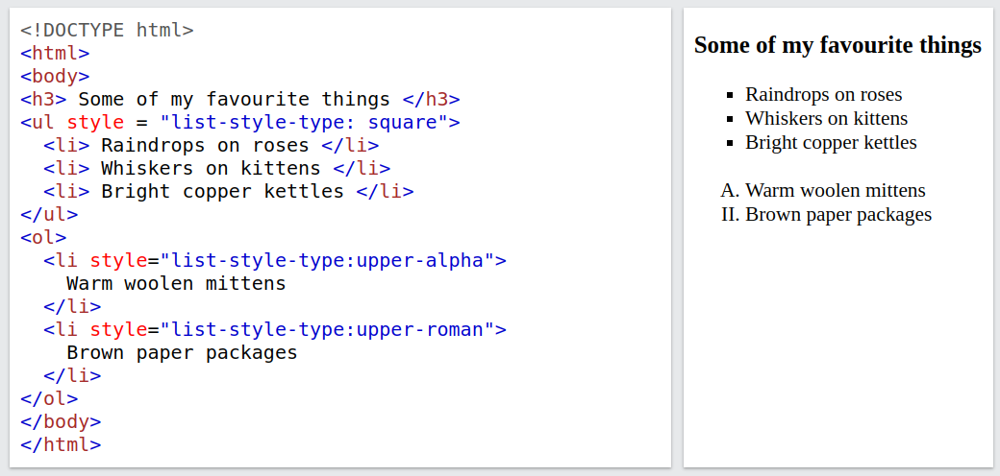 <!DOCTYPE html>
<html>
<body>
<h3> Some of my favourite things </h3>
<ul style = "list-style-type: square">
  <li> Raindrops on roses </li>
  <li> Whiskers on kittens </li>
  <li> Bright copper kettles </li>
</ul>
<ol>
  <li style="list-style-type:upper-alpha">
    Warm woolen mittens
  </li>
  <li style="list-style-type:upper-roman">
    Brown paper packages
  </li>
</ol>
</body>
</html>
Some of my favourite things
▪ Raindrops on roses
▪ Whiskers on kittens
▪ Bright copper kettles
A. Warm woolen mittens
II. Brown paper packages